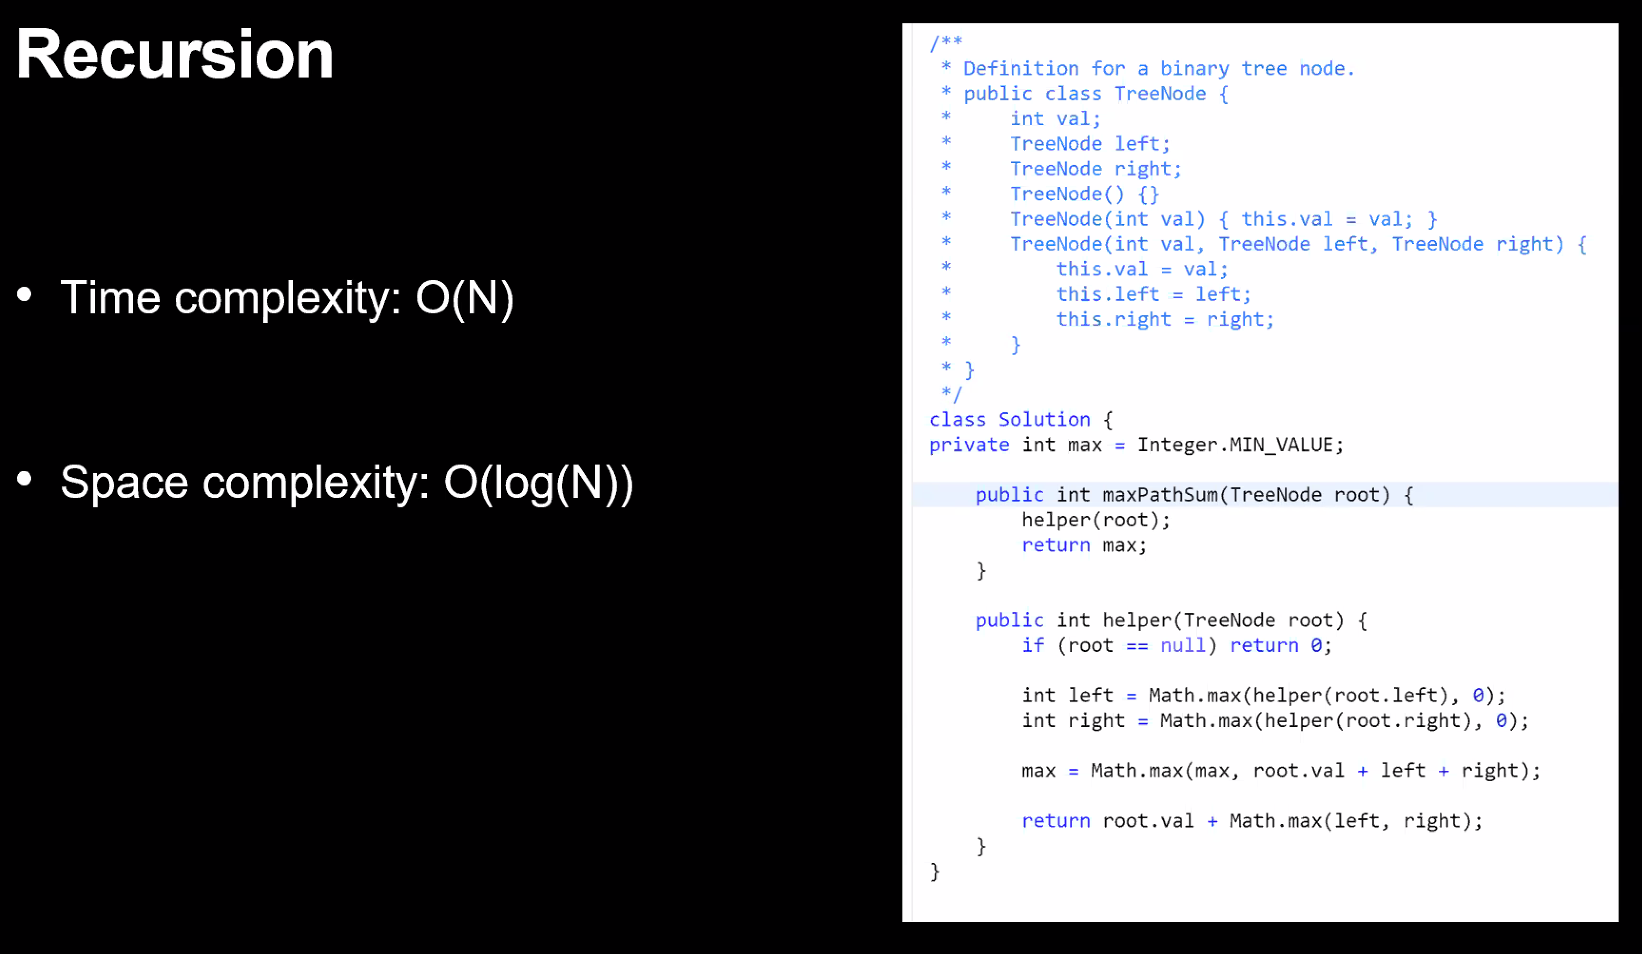 Recursion
• Time complexity: O(N)
• Space complexity: O(log(N))
/**
 * Definition for a binary tree node.
 * public class TreeNode {
 *     int val;
 *     TreeNode left;
 *     TreeNode right;
 *     TreeNode() {}
 *     TreeNode(int val) { this.val = val; }
 *     TreeNode(int val, TreeNode left, TreeNode right) {
 *         this.val = val;
 *         this.left = left;
 *         this.right = right;
 *     }
 * }
 */
class Solution {
private int max = Integer.MIN_VALUE;
    public int maxPathSum(TreeNode root) {
        helper(root);
        return max;
    }
    public int helper(TreeNode root) {
        if (root == null) return 0;
        int left = Math.max(helper(root.left), 0);
        int right = Math.max(helper(root.right), 0);
        max = Math.max(max, root.val + left + right);
        return root.val + Math.max(left, right);
    }
}